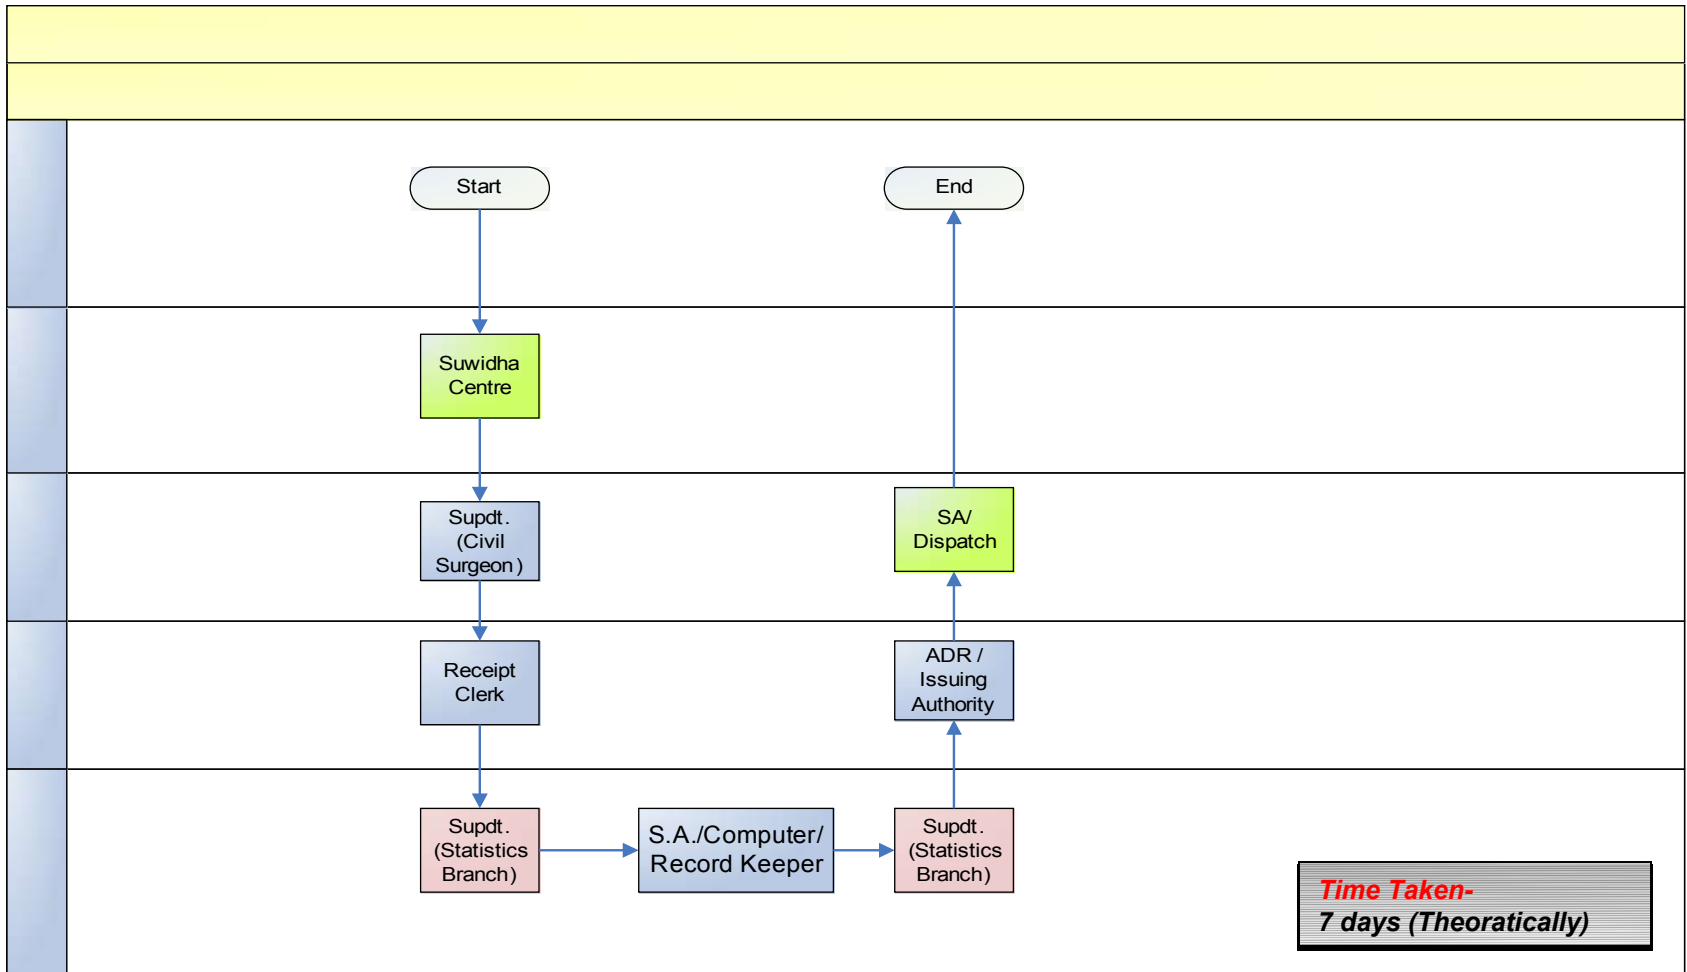 Start
End
Suwidha
Centre
Supdt.
(Civil
Surgeon)
SA/
Dispatch
Receipt
Clerk
ADR /
Issuing
Authority
Supdt.
(Statistics
Branch)
S.A./Computer/
Record Keeper
Supdt.
(Statistics
Branch)
Time Taken-
7 days (Theoratically)